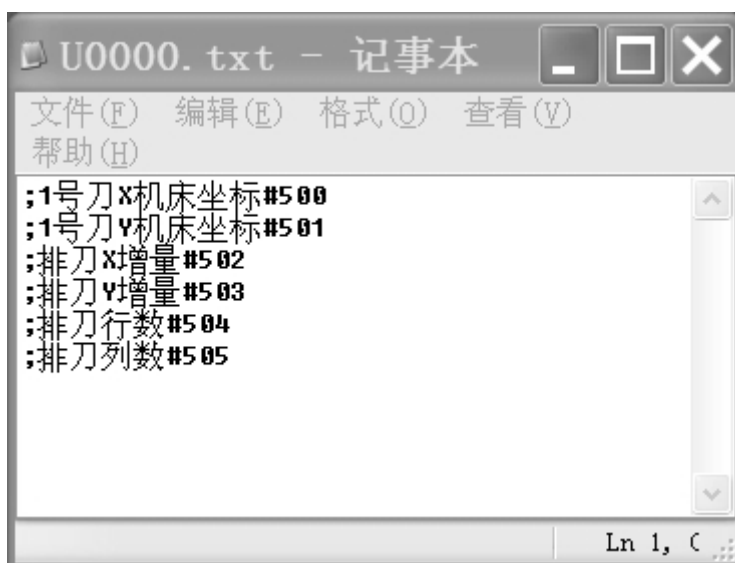 U0000.txt - 记事本
文件(F) 编辑(E) 格式(O) 查看(V)
帮助(H)
;1号刀X机床坐标#500
;1号刀Y机床坐标#501
;排刀X增量#502
;排刀Y增量#503
;排刀行数#504
;排刀列数#505
Ln 1, C